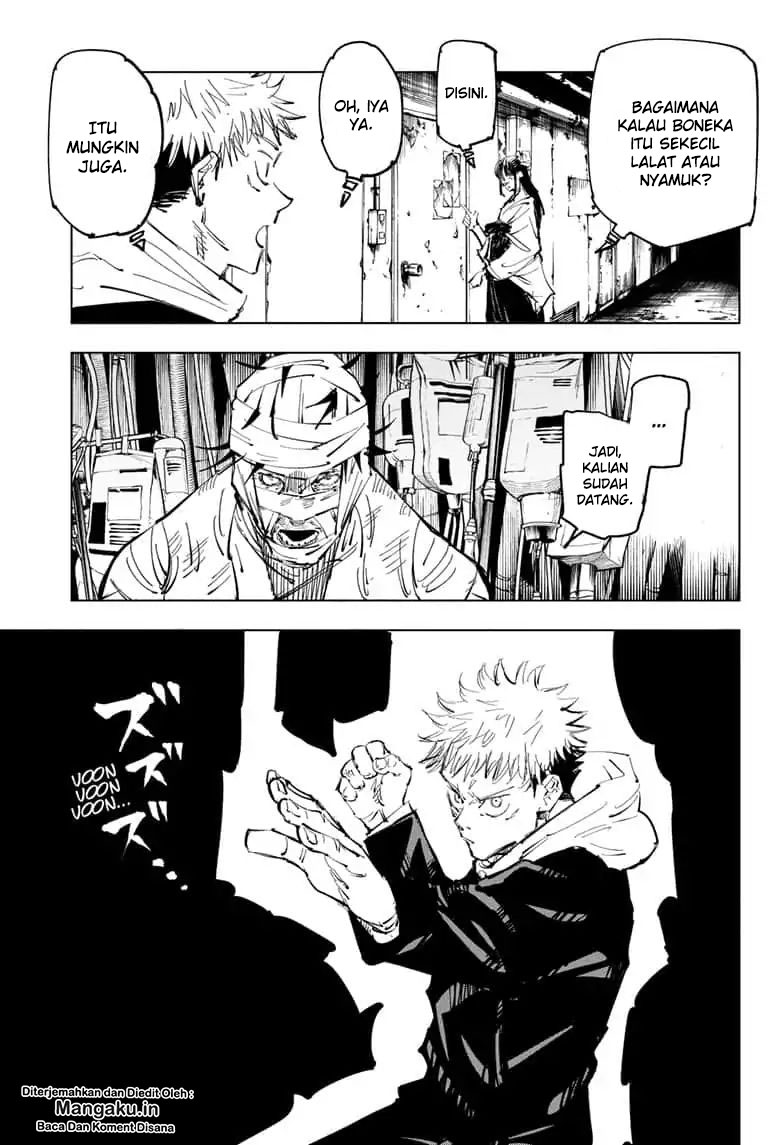 BAGAIMANA
KALAU BONEKA
ITU SEKECIL
LALAT ATAU
NYAMUK?
DISINI.
OH, IYA
YA.
ITU
MUNGKIN
JUGA.
...
JADI,
KALIAN
SUDAH
DATANG.
ズズズ...
VOON
VOON
VOON...
Diterjemahkan dan Diedit Oleh :
Mangaku.in
Baca Dan Koment Disana